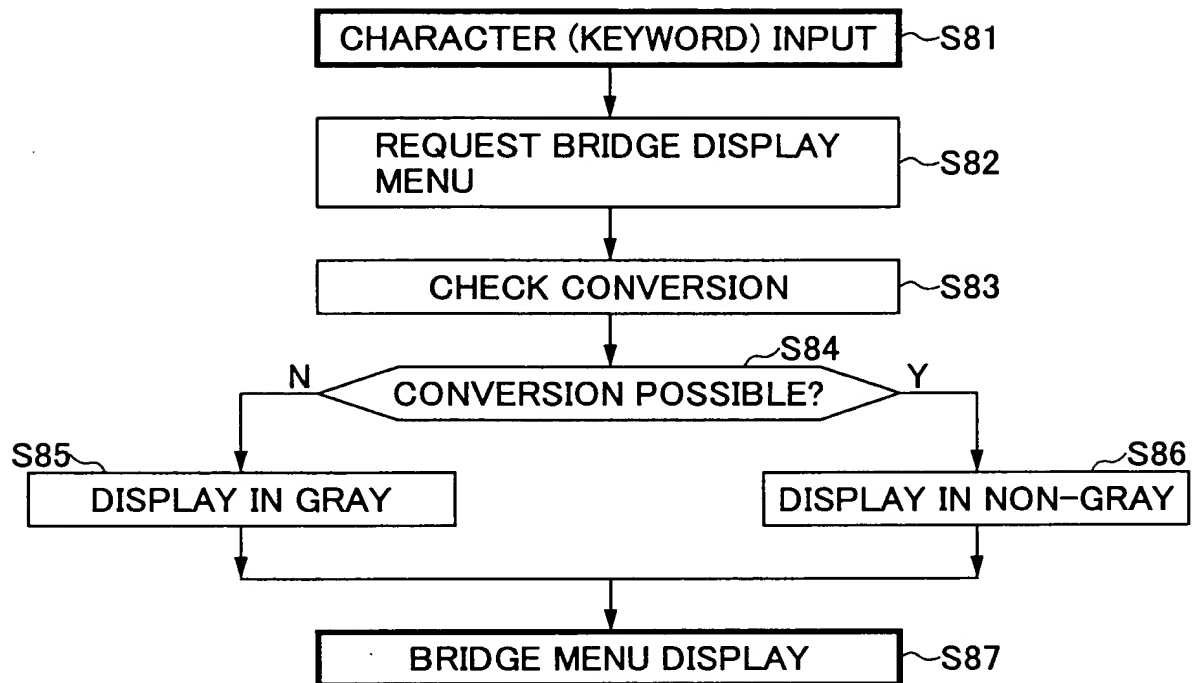 CHARACTER (KEYWORD) INPUT S81
REQUEST BRIDGE DISPLAY S82
MENU
CHECK CONVERSION S83
S84
N CONVERSION POSSIBLE? Y
S85 S86
DISPLAY IN GRAY DISPLAY IN NON-GRAY
BRIDGE MENU DISPLAY S87